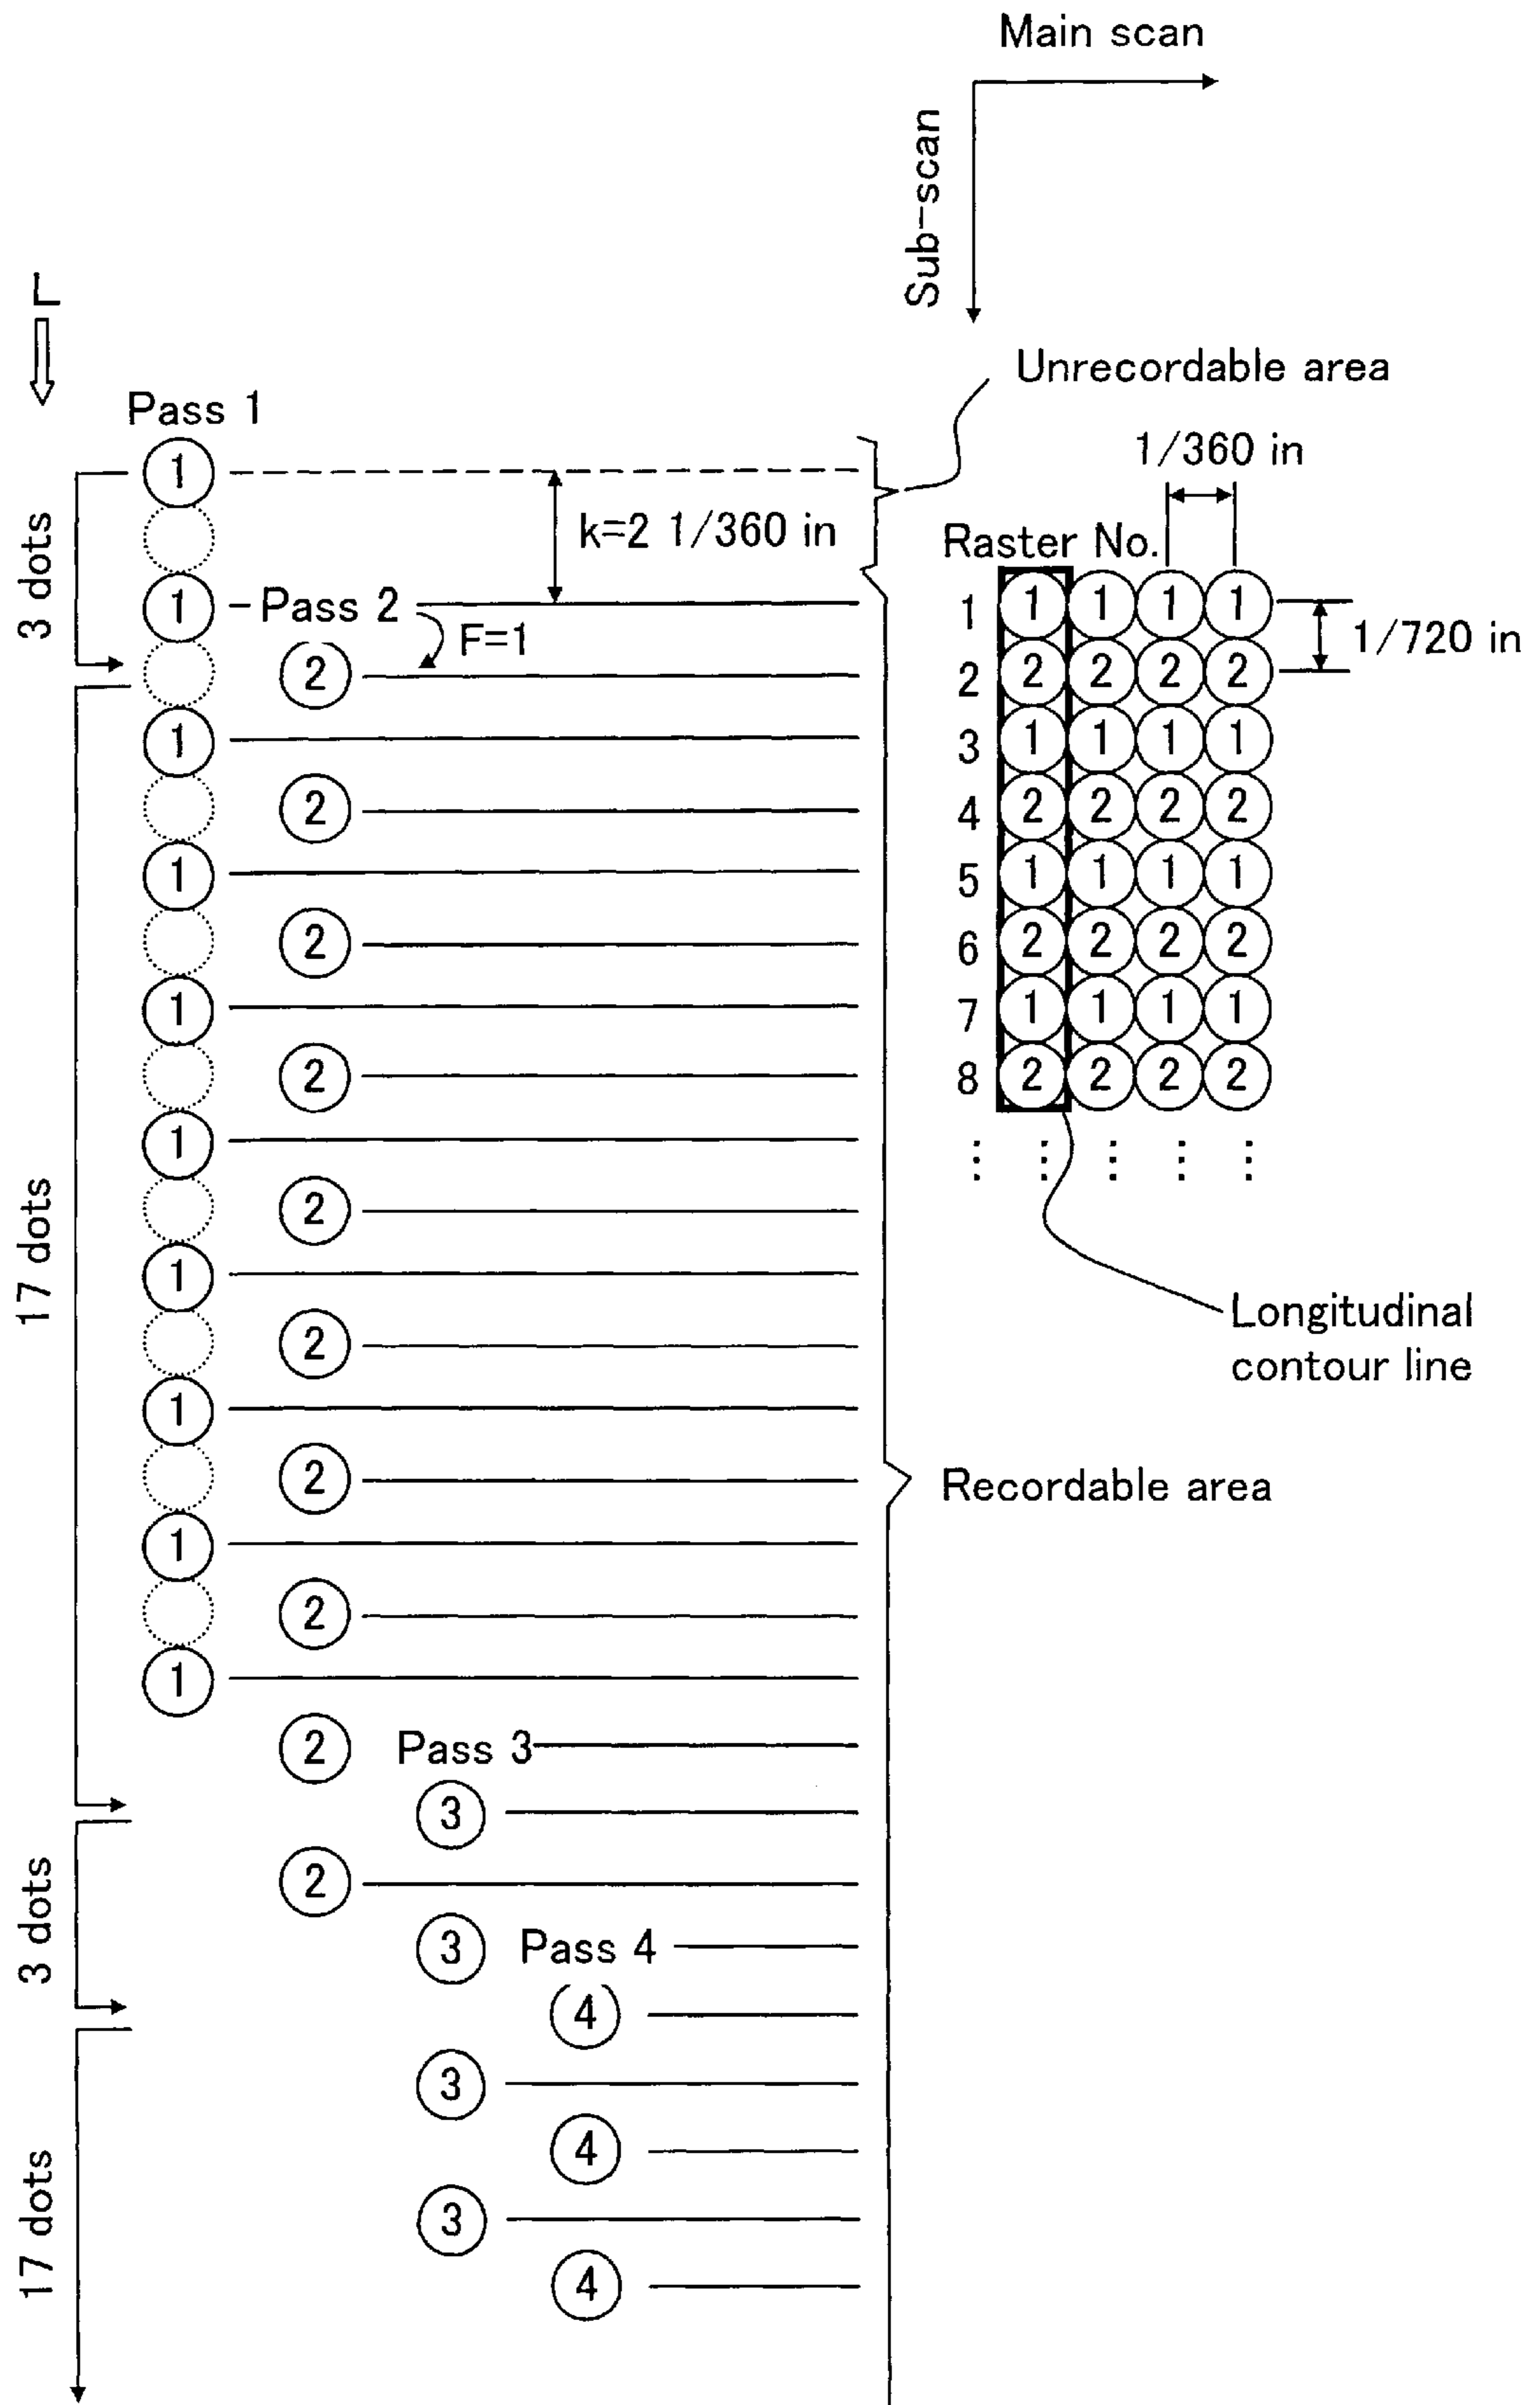 Main scan
Sub-scan
L
Unrecordable area
Pass 1
1/360 in
1
3 dots
k=2 1/360 in
Raster No.
1 Pass 2
1 1 1 1 1
F=1
1/720 in
2
2 2 2 2 2
1
3 1 1 1 1
2
4 2 2 2 2
1
5 1 1 1 1
2
6 2 2 2 2
1
7 1 1 1 1
2
8 2 2 2 2
1
17 dots
2
1
Longitudinal
contour line
2
1
2
Recordable area
1
2
1
2 Pass 3
3
2
3 dots
3 Pass 4
4
3
4
17 dots
3
4